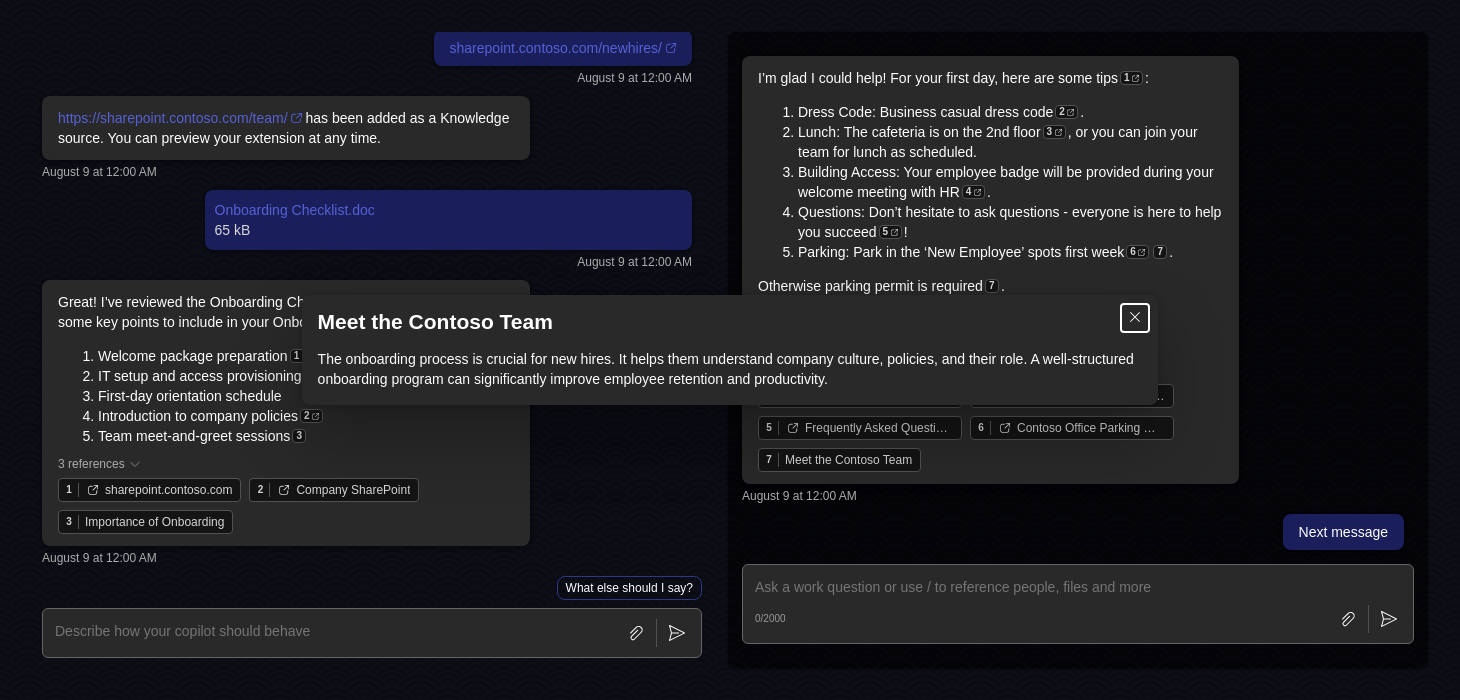 sharepoint.contoso.com/newhires/
August 9 at 12:00 AM
https://sharepoint.contoso.com/team/ has been added as a Knowledge
source. You can preview your extension at any time.
August 9 at 12:00 AM
Onboarding Checklist.doc
65 kB
August 9 at 12:00 AM
Great! I’ve reviewed the Onboarding
some key points to include in your
1. Welcome package preparation 1
2. IT setup and access provisioning
3. First-day orientation schedule
4. Introduction to company policies 2
5. Team meet-and-greet sessions 3
3 references
1 sharepoint.contoso.com 2 Company SharePoint
3 Importance of Onboarding
August 9 at 12:00 AM
What else should I say?
Describe how your copilot should behave
Meet the Contoso Team
The onboarding process is crucial for new hires. It helps them understand company culture, policies, and their role. A well-structured
onboarding program can significantly improve employee retention and productivity.
I’m glad I could help! For your first day, here are some tips 1 :
1. Dress Code: Business casual dress code 2 .
2. Lunch: The cafeteria is on the 2nd floor 3 , or you can join your
team for lunch as scheduled.
3. Building Access: Your employee badge will be provided during your
welcome meeting with HR 4 .
4. Questions: Don’t hesitate to ask questions - everyone is here to help
you succeed 5 !
5. Parking: Park in the ‘New Employee’ spots first week 6 7 .
Otherwise parking permit is required 7 .
5 Frequently Asked Questi… 6 Contoso Office Parking …
7 Meet the Contoso Team
August 9 at 12:00 AM
Next message
Ask a work question or use / to reference people, files and more
0/2000